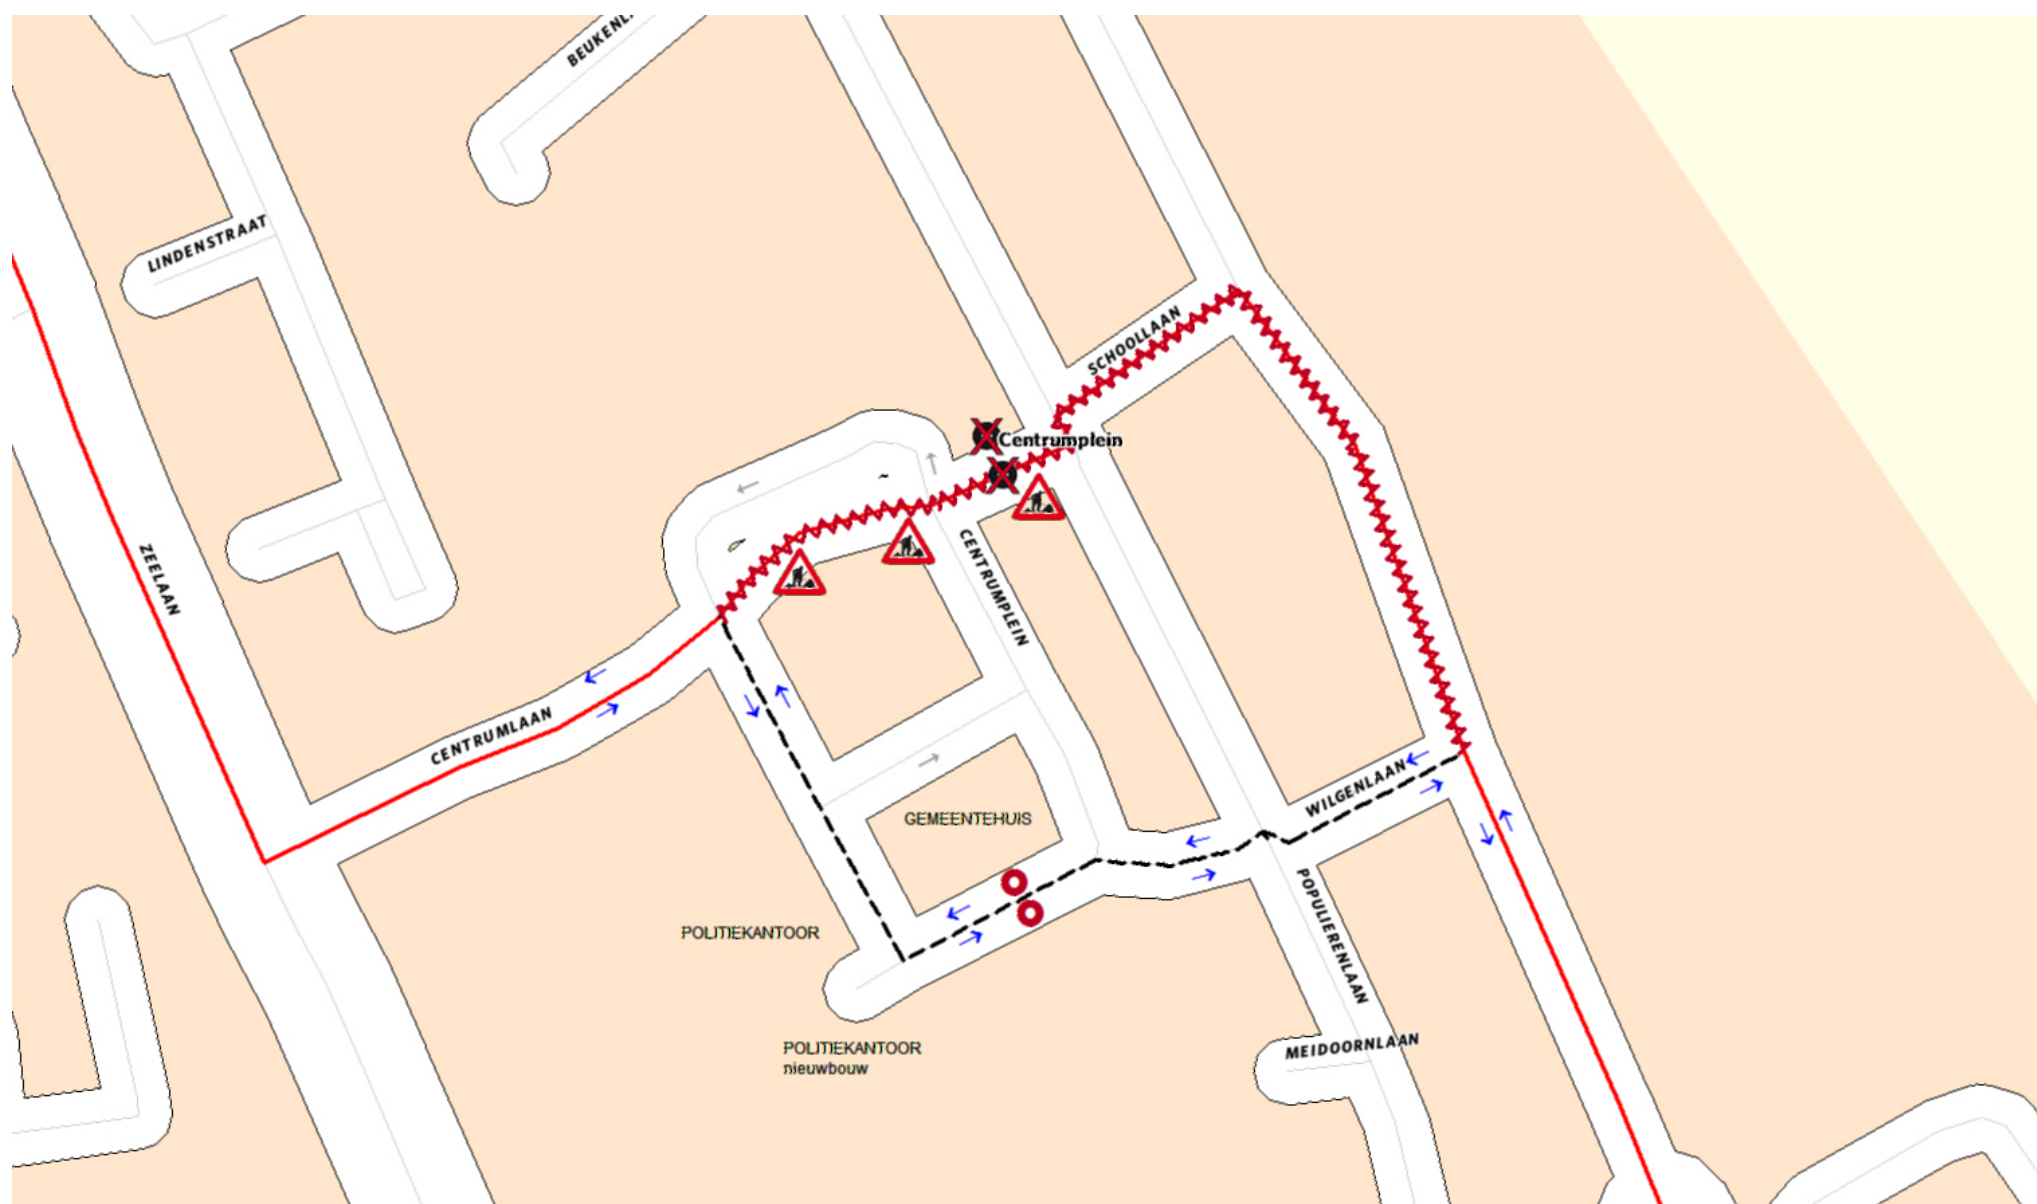 BEUKENL
LINDENSTRAAT
SCHOOLLAAN
Centrumplein
ZEELAAN
CENTRUMPLEIN
CENTRUMLAAN
WILGENLAAN
GEMEENTEHUIS
POLITIEKANTOOR
POPULIERENLAAN
POLITIEKANTOOR
nieuwbouw
MEIDOORNLAAN